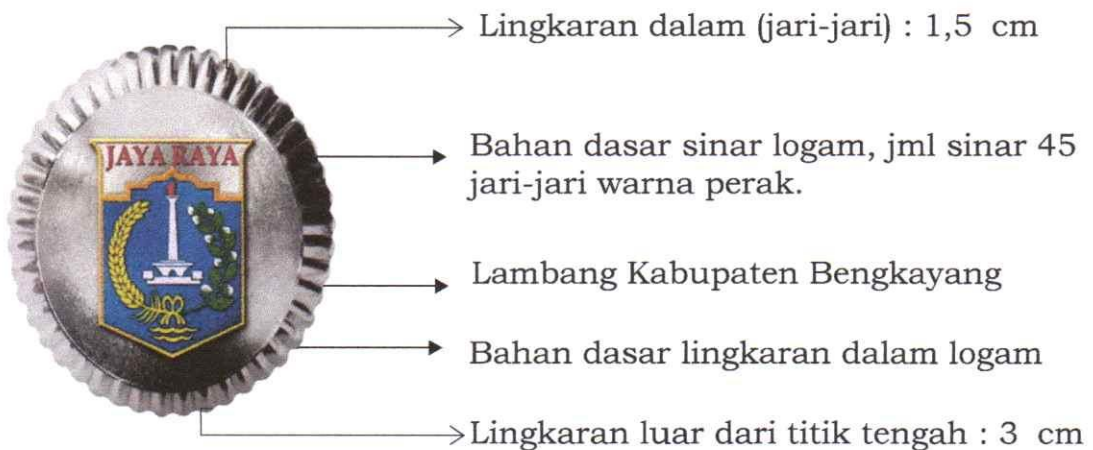 Lingkaran dalam (jari-jari) : 1,5 cm
JAYA RAYA
Bahan dasar sinar logam, jml sinar 45
jari-jari warna perak.
Lambang Kabupaten Bengkayang
Bahan dasar lingkaran dalam logam
Lingkaran luar dari titik tengah : 3 cm